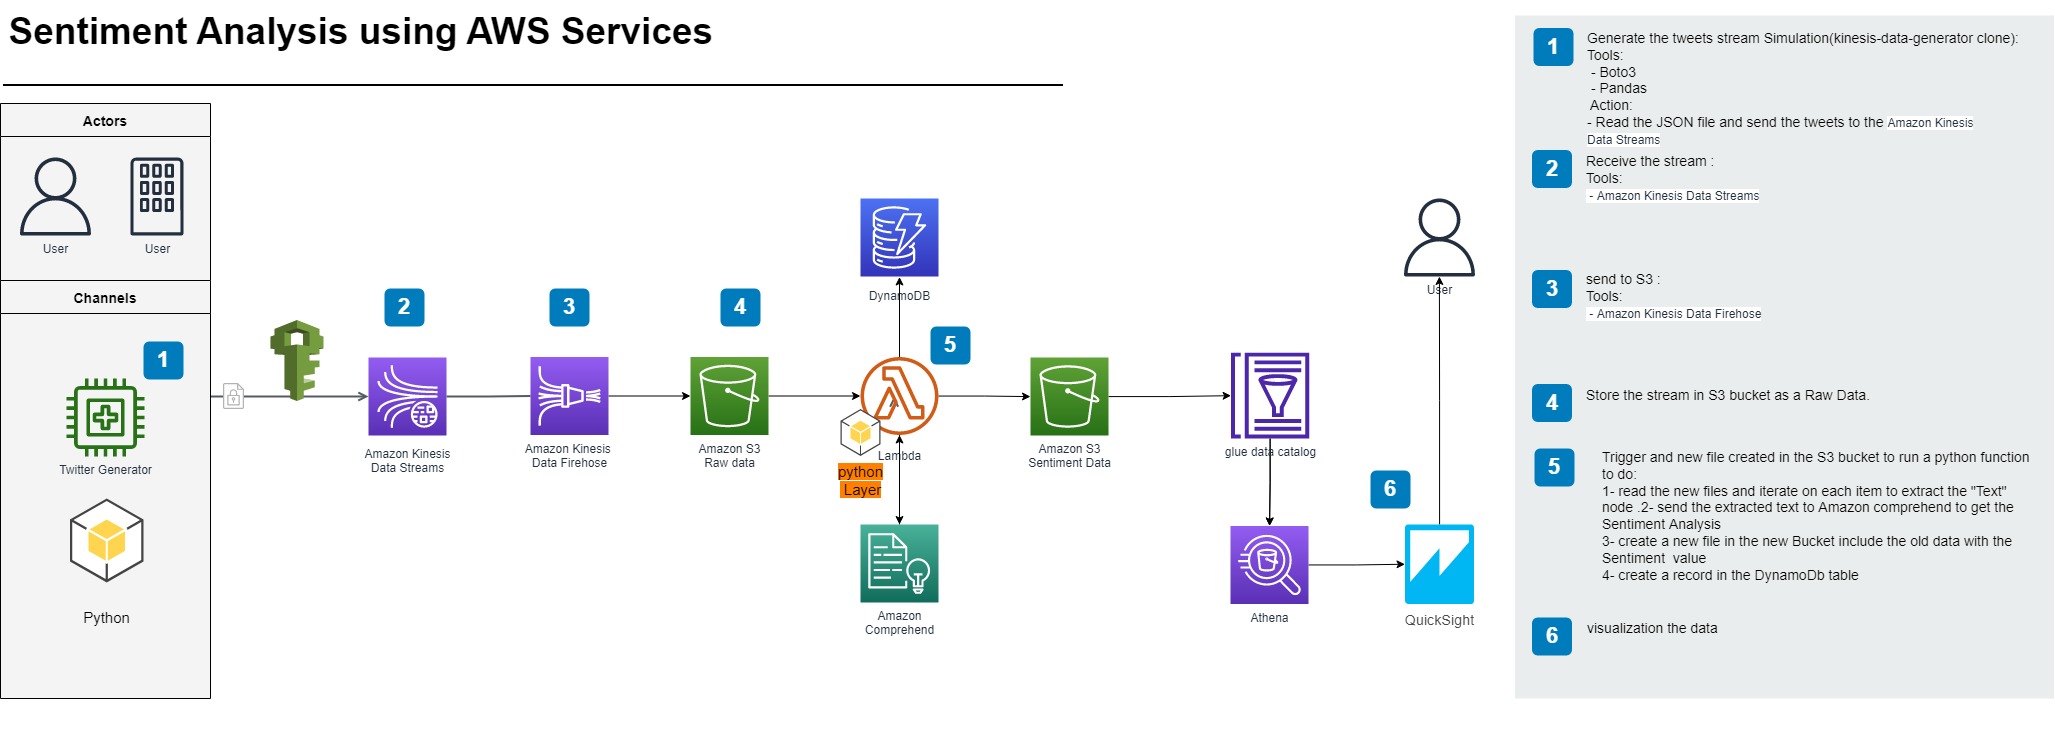 Sentiment Analysis using AWS Services
Actors
User
User
Channels
1
Twitter Generator
Python
2
Amazon Kinesis
Data Streams
3
Amazon Kinesis
Data Firehose
4
Amazon S3
Raw data
DynamoDB
5
Lambda
python
Layer
Amazon
Comprehend
Amazon S3
Sentiment Data
glue data catalog
Athena
6
QuickSight
User
1
Generate the tweets stream Simulation(kinesis-data-generator clone):
Tools:
- Boto3
- Pandas
Action:
- Read the JSON file and send the tweets to the Amazon Kinesis
Data Streams
2
Receive the stream :
Tools:
- Amazon Kinesis Data Streams
3
send to S3 :
Tools:
- Amazon Kinesis Data Firehose
4
Store the stream in S3 bucket as a Raw Data.
5
Trigger and new file created in the S3 bucket to run a python function
to do:
1- read the new files and iterate on each item to extract the "Text"
node .2- send the extracted text to Amazon comprehend to get the
Sentiment Analysis
3- create a new file in the new Bucket include the old data with the
Sentiment  value
4- create a record in the DynamoDb table
6
visualization the data